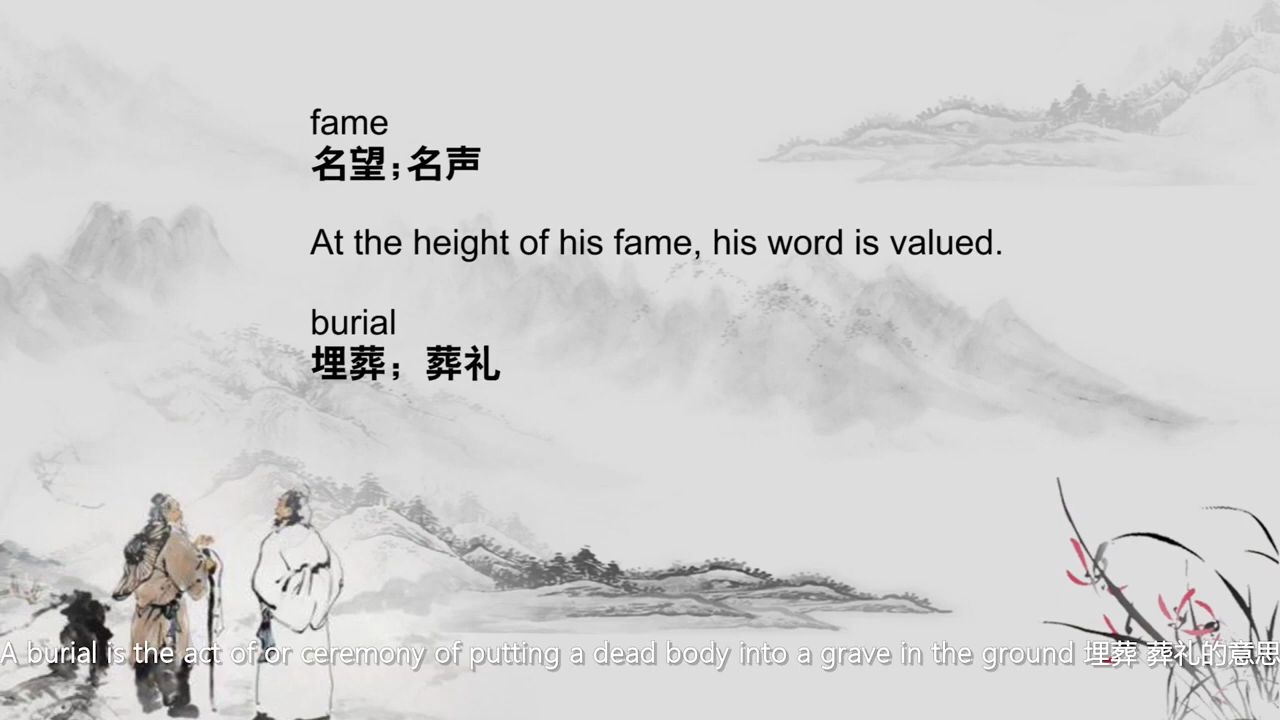 fame
名望;名声
At the height of his fame, his word is valued.
burial
埋葬；葬礼
A burial is the act of or ceremony of putting a dead body into a grave in the ground 埋葬 葬礼的意思